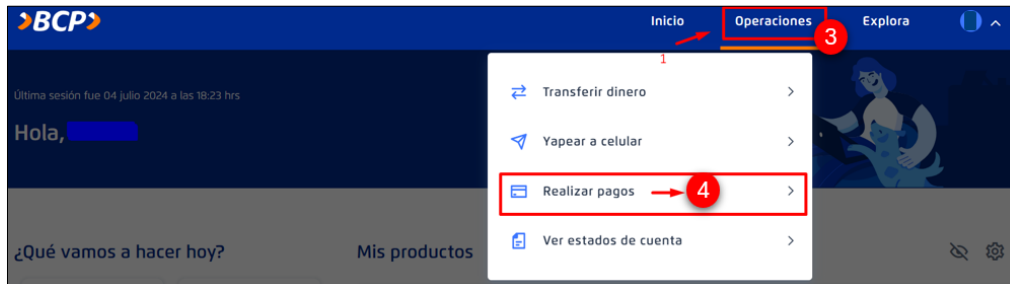 BCP
Inicio
Operaciones
Explora
3
1
Última sesión fue 04 julio 2024 a las 18:23 hrs
Hola,
Transferir dinero
Yapear a celular
Realizar pagos
4
Ver estados de cuenta
¿Qué vamos a hacer hoy?
Mis productos